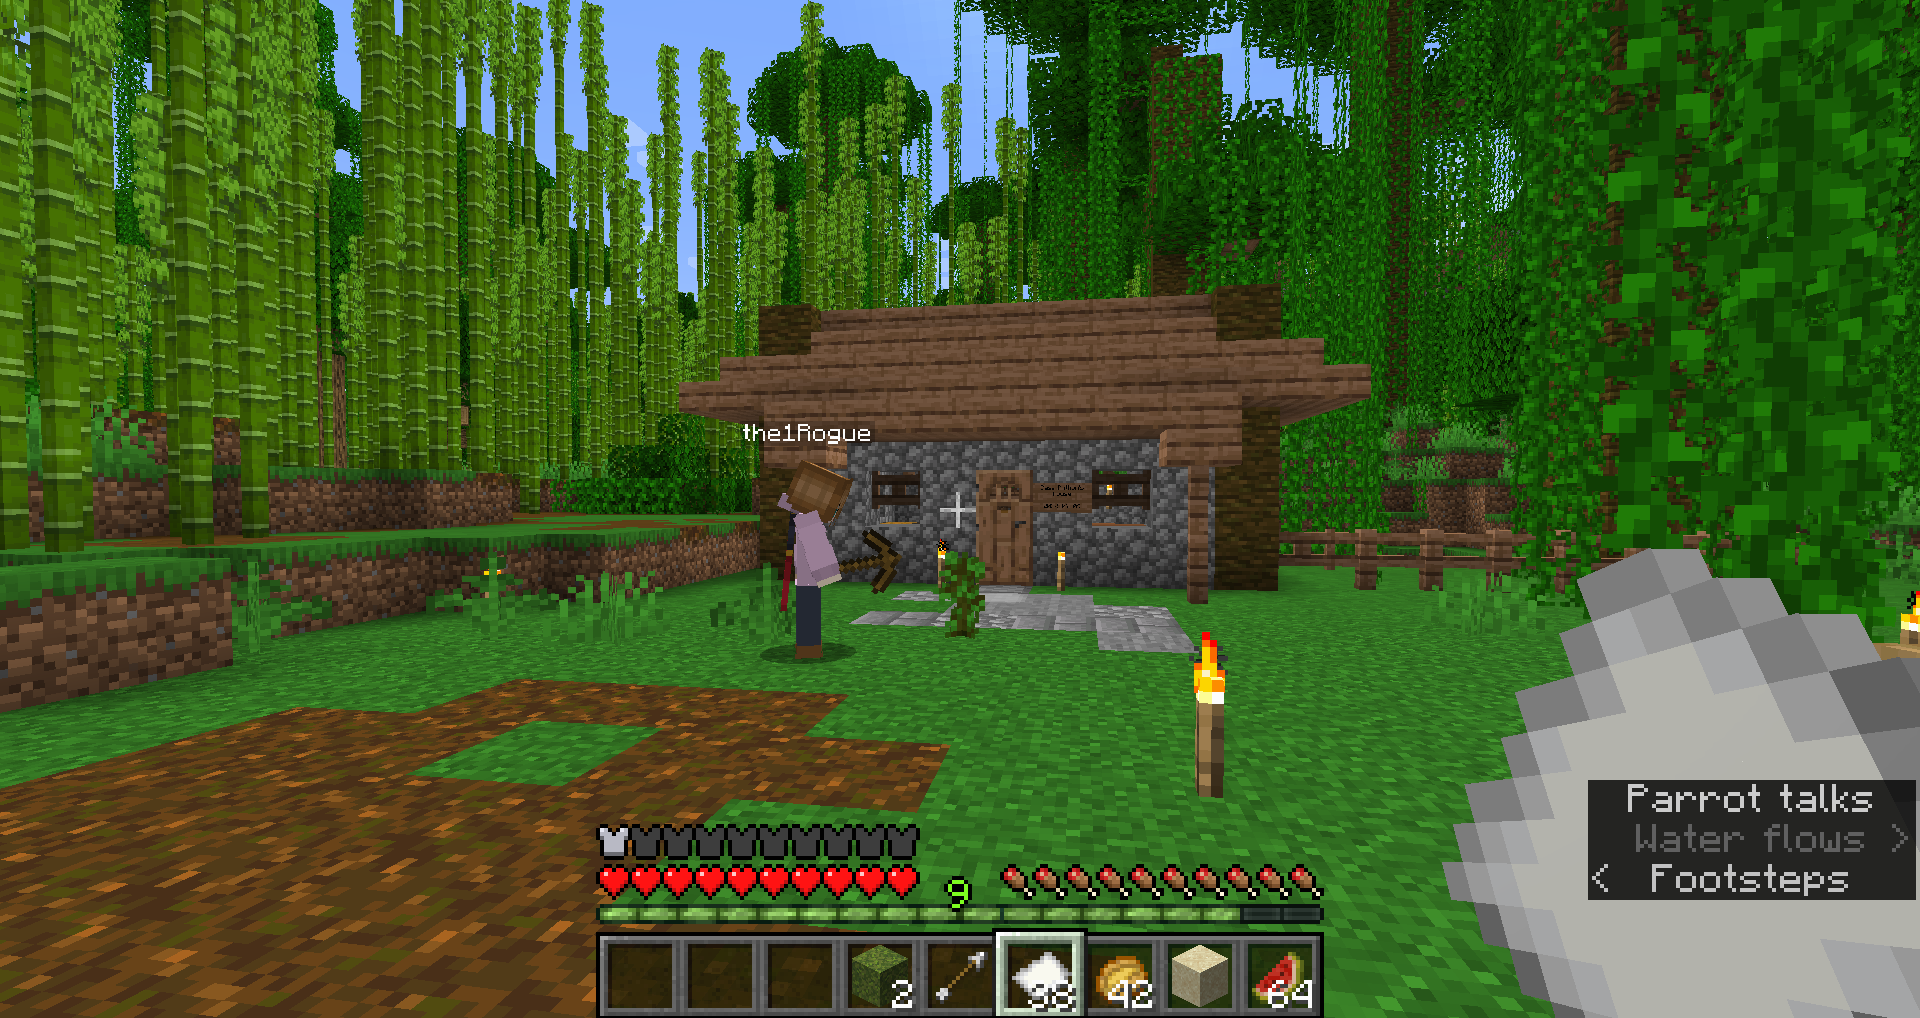 the1Rogue
Parrot talks
Water flows >
< Footsteps
9
2
38
42
64